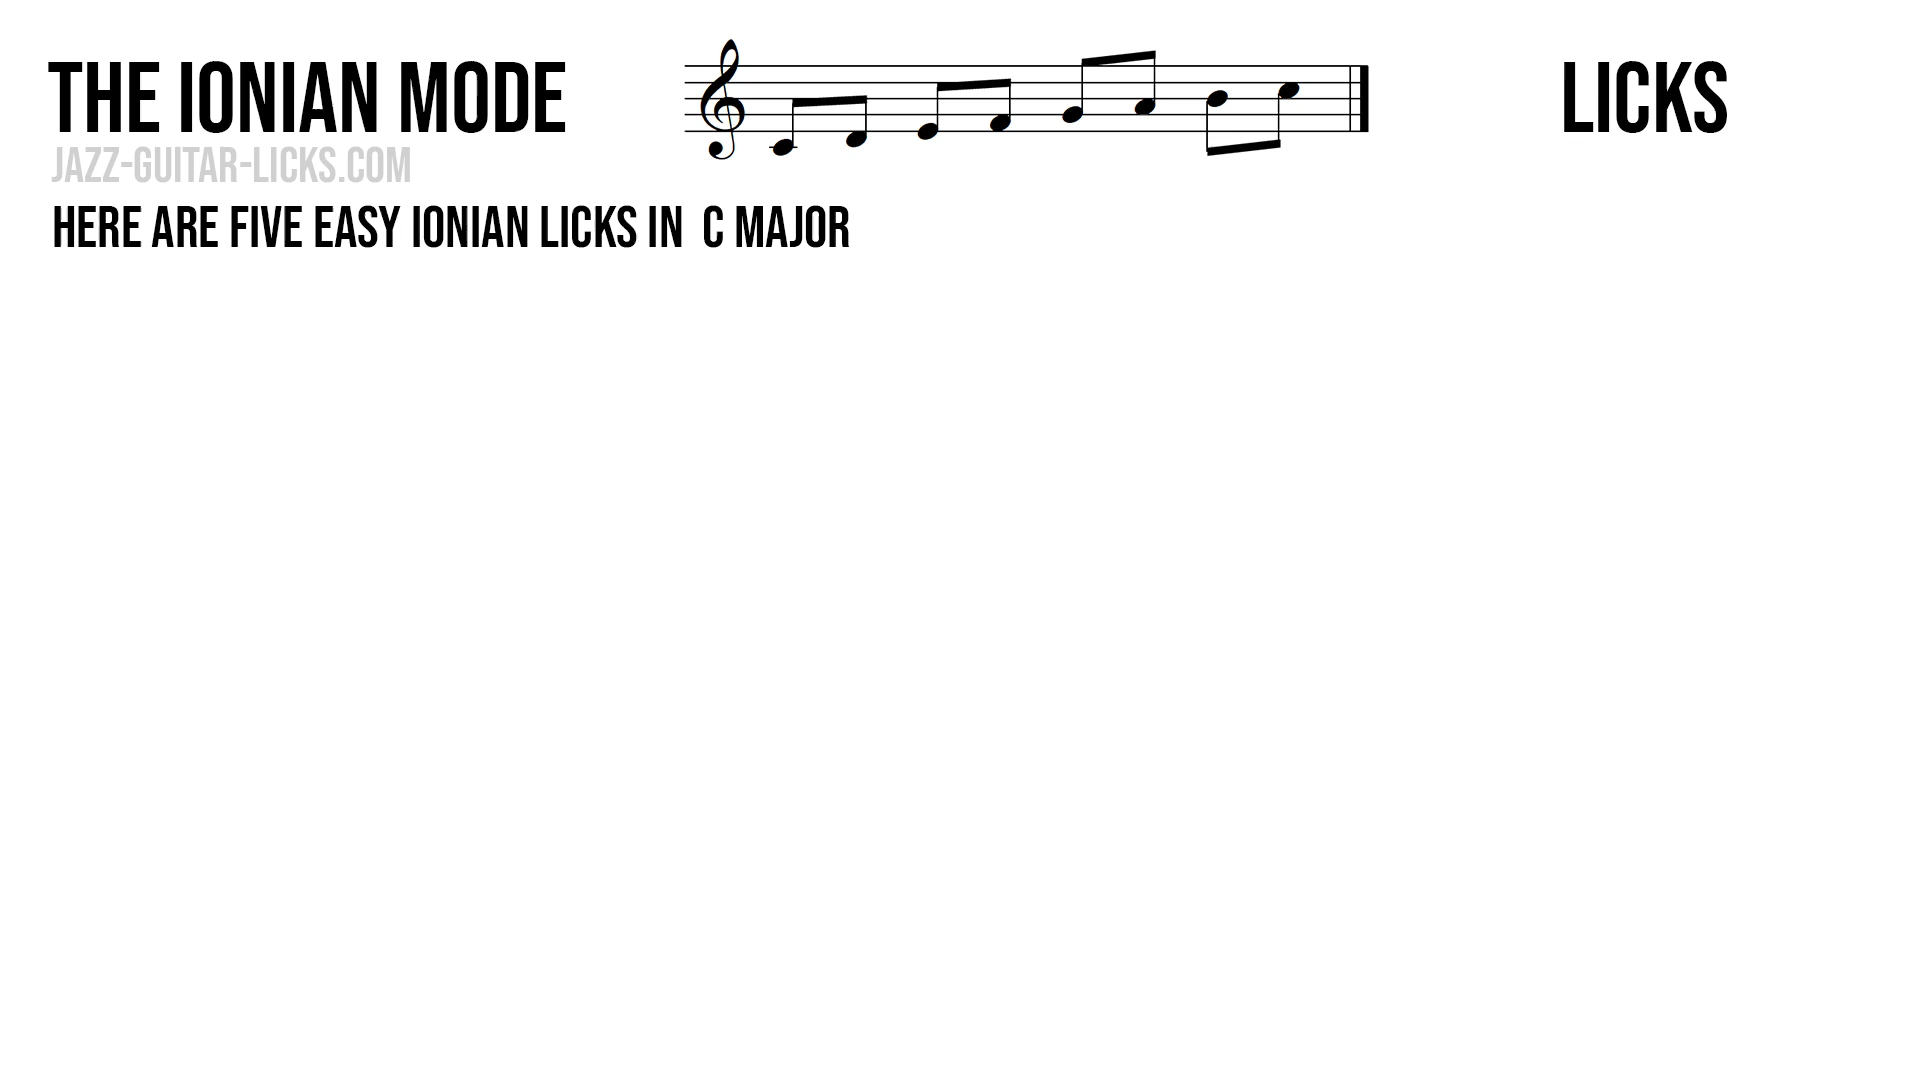 THE IONIAN MODE
LICKS
JAZZ-GUITAR-LICKS.COM
HERE ARE FIVE EASY IONIAN LICKS IN  C MAJOR